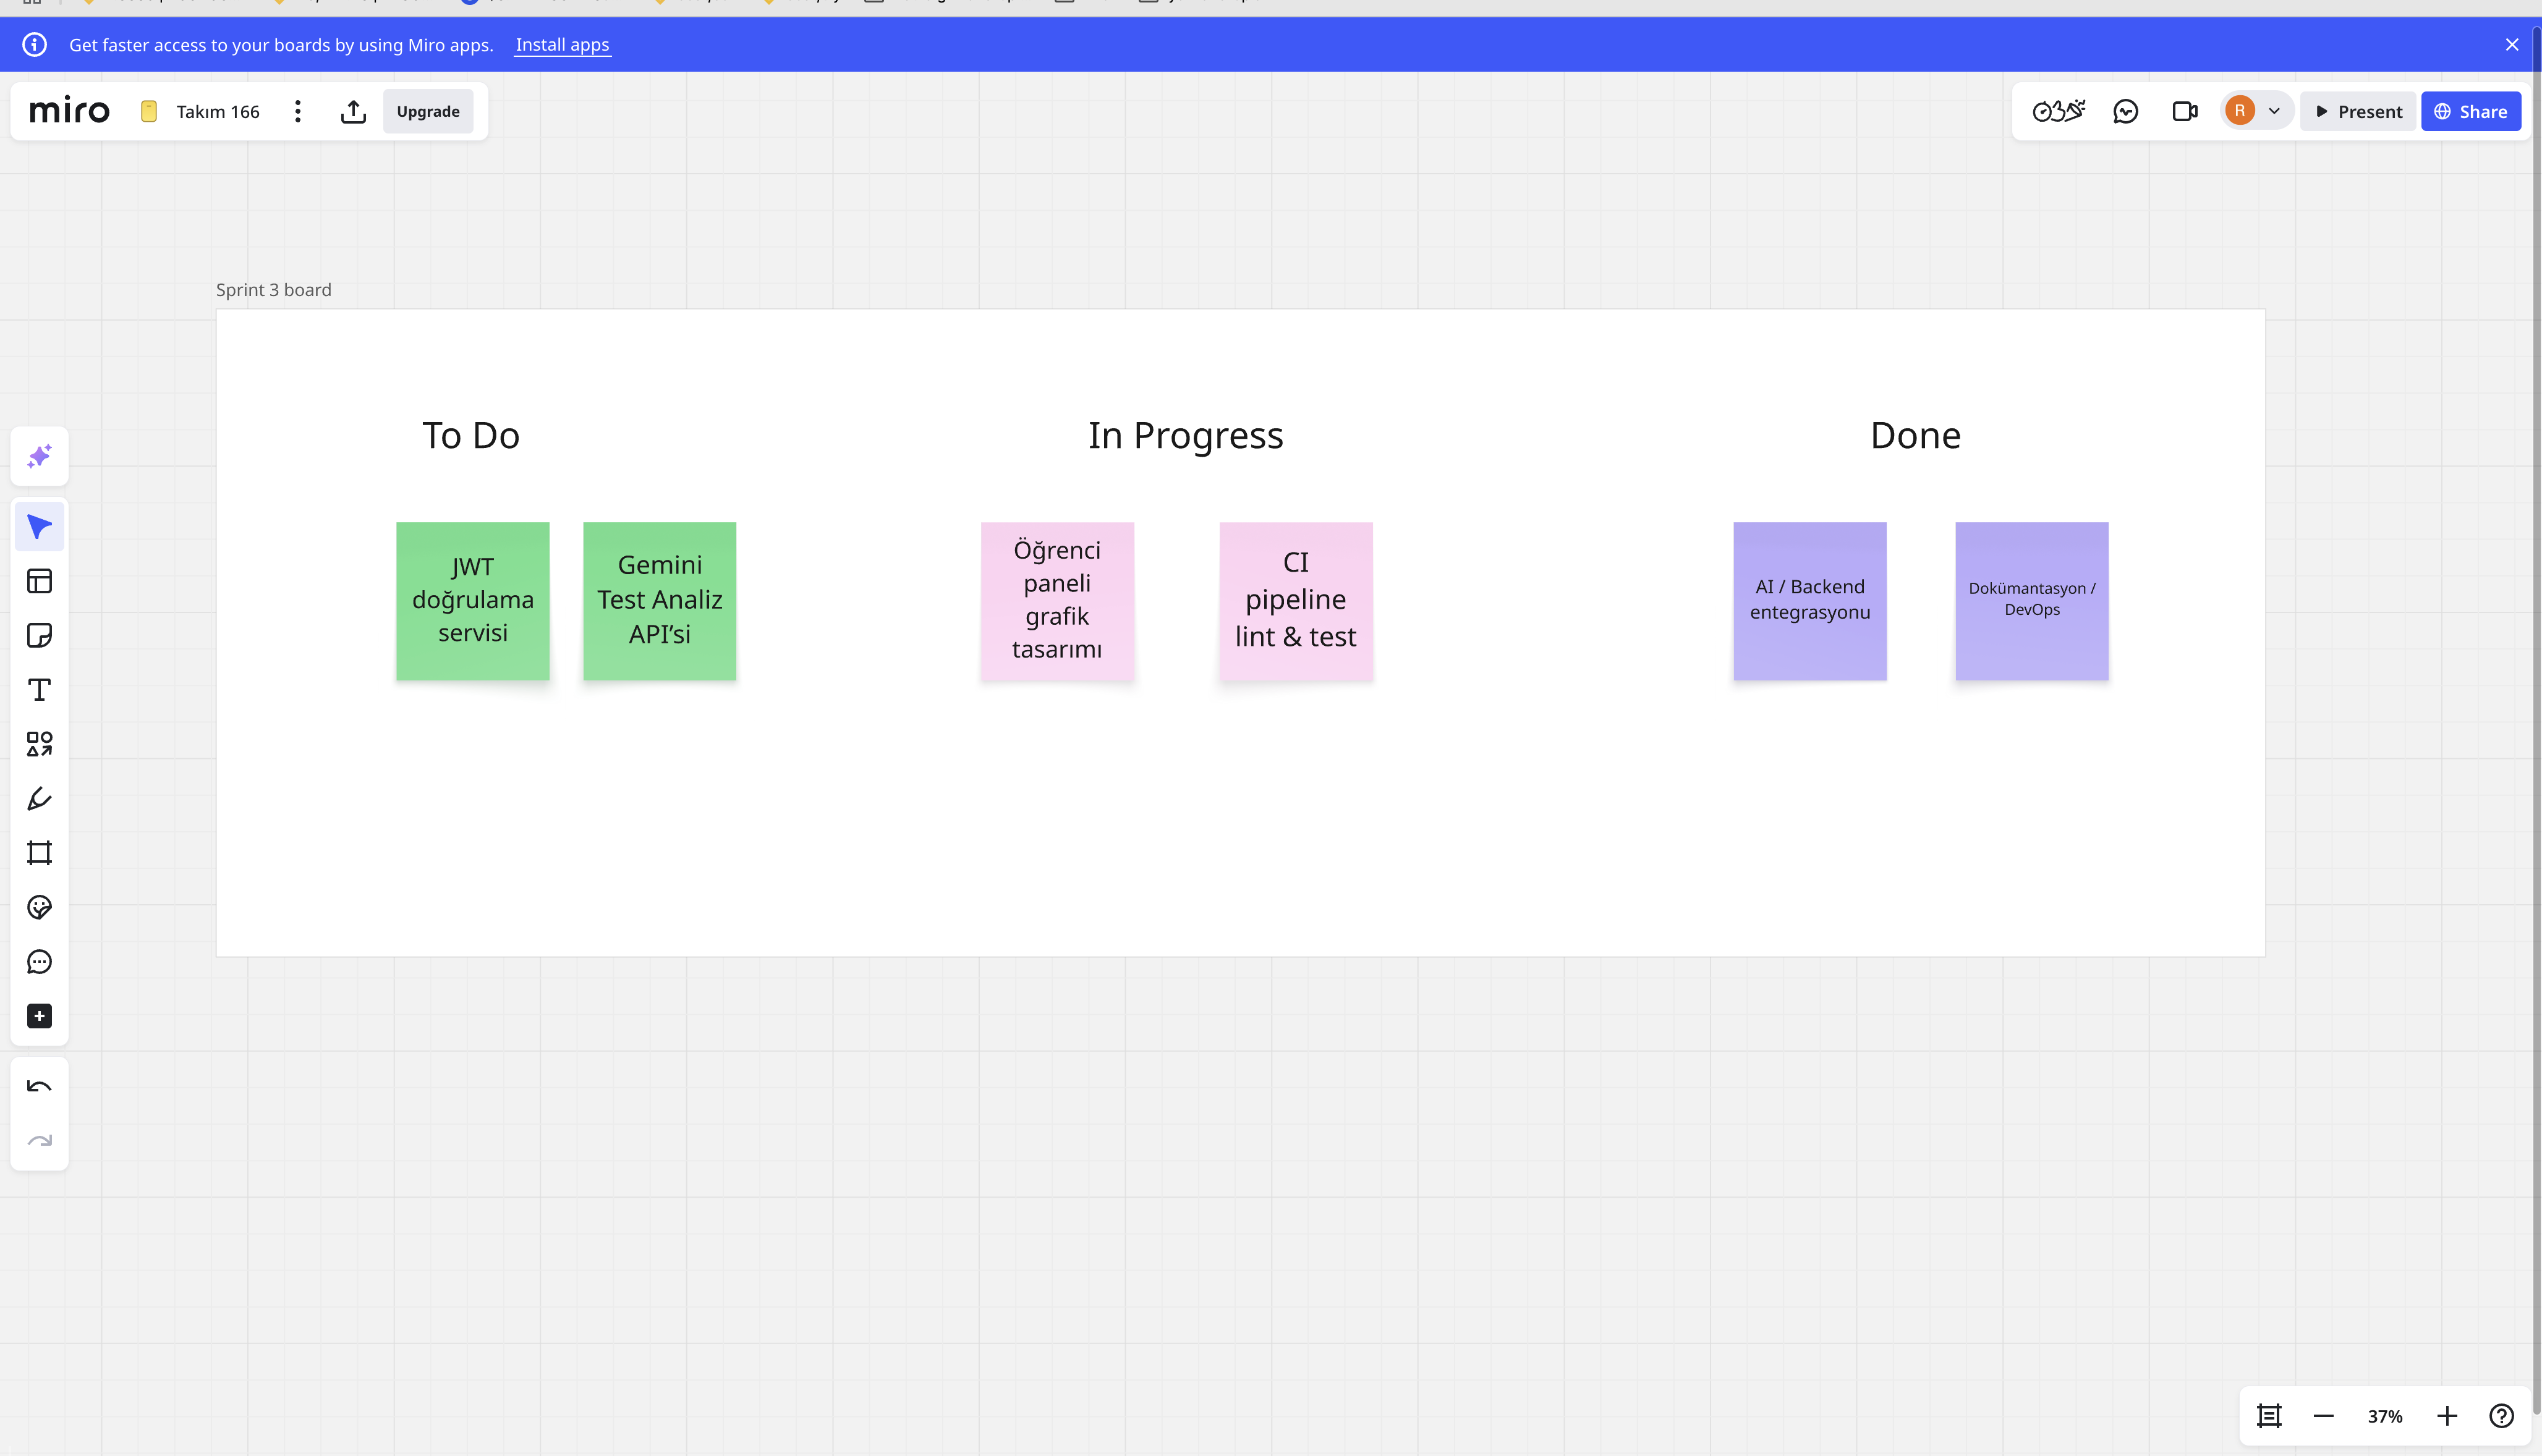 Get faster access to your boards by using Miro apps. Install apps
miro Takım 166 Upgrade
R Present Share
Sprint 3 board
To Do
In Progress
Done
JWT
doğrulama
servisi
Gemini
Test Analiz
API’si
Öğrenci
paneli
grafik
tasarımı
CI
pipeline
lint & test
AI / Backend
entegrasyonu
Dokümantasyon /
DevOps
37%